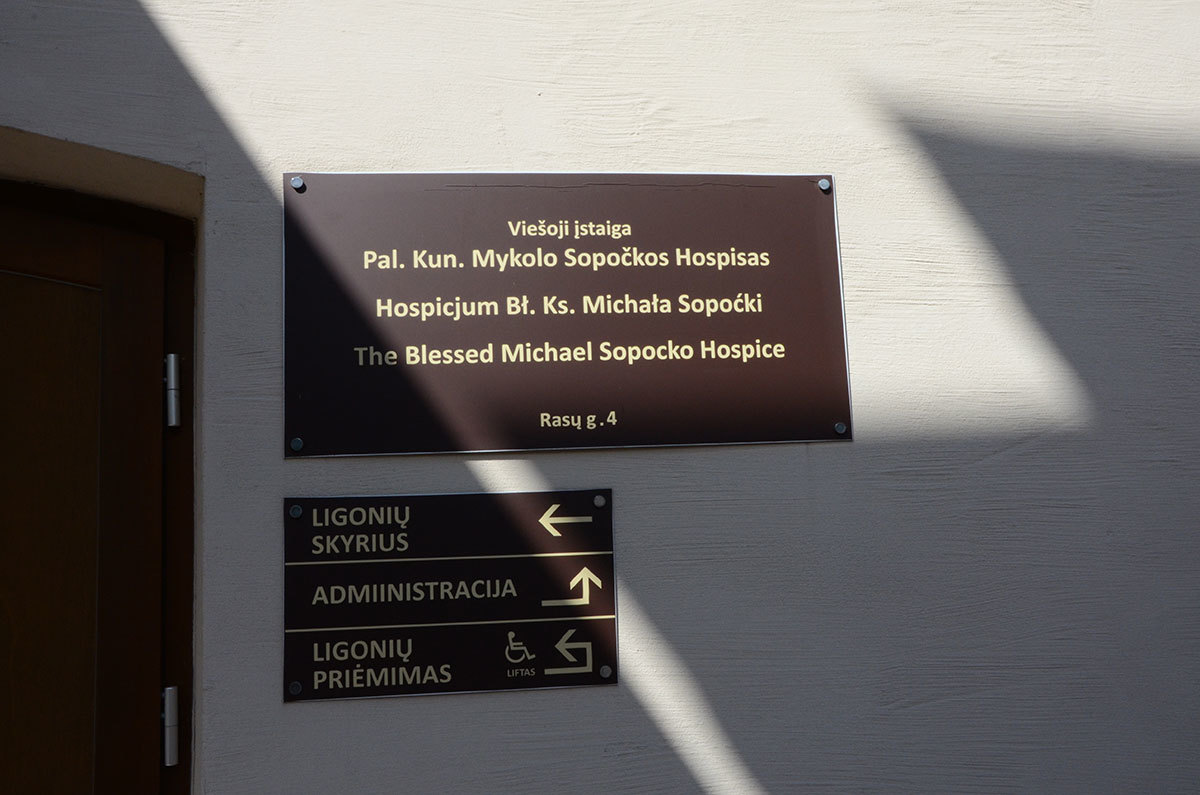 Viešoji įstaiga
Pal. Kun. Mykolo Sopočkos Hospisas
Hospicjum Bł. Ks. Michała Sopoćki
The Blessed Michael Sopocko Hospice
Rasų g.4
LIGONIŲ
SKYRIUS
ADMIINISTRACIJA
LIGONIŲ
PRIĖMIMAS
LIFTAS